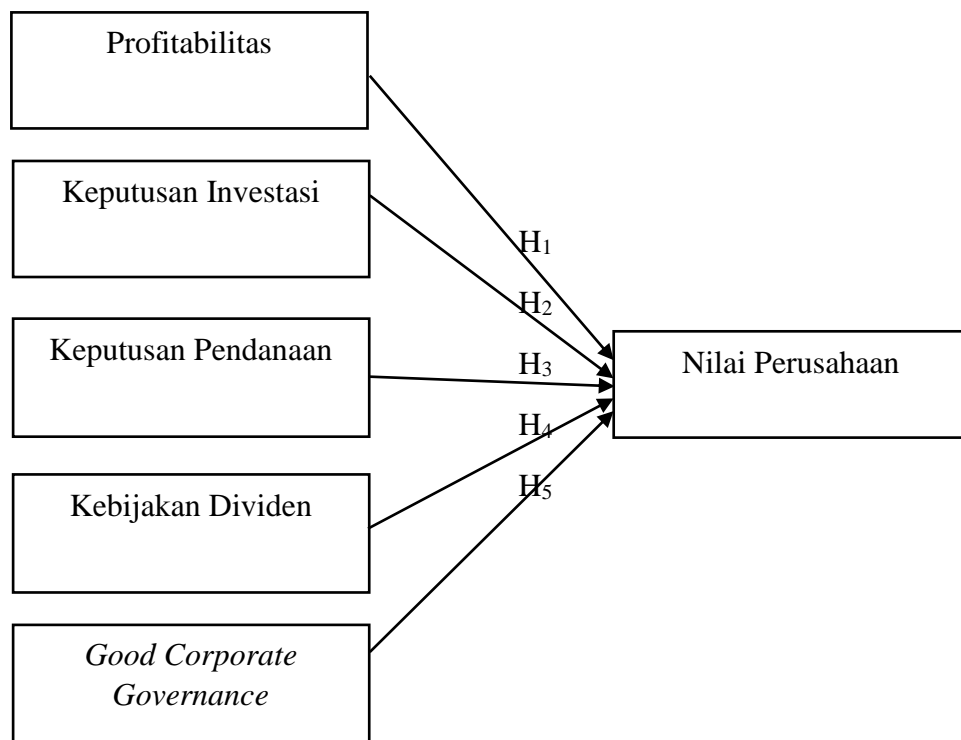 Profitabilitas
Keputusan Investasi
H₁
H₂
Keputusan Pendanaan
H₃
Nilai Perusahaan
H₄
Kebijakan Dividen
H₅
Good Corporate
Governance